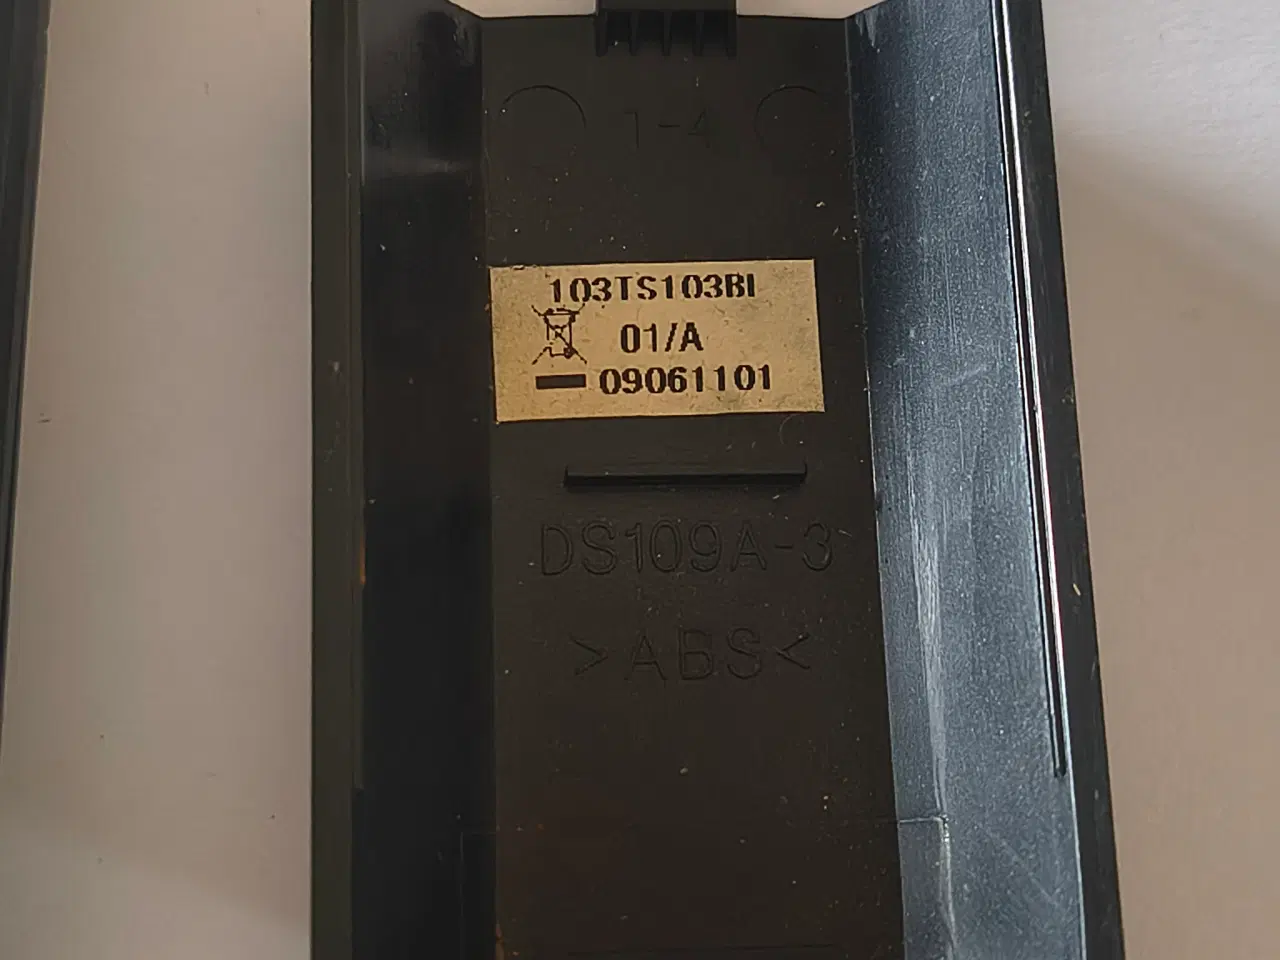 1-4
103TS103BI
01/A
09061101
DS109A-3
>ABS<